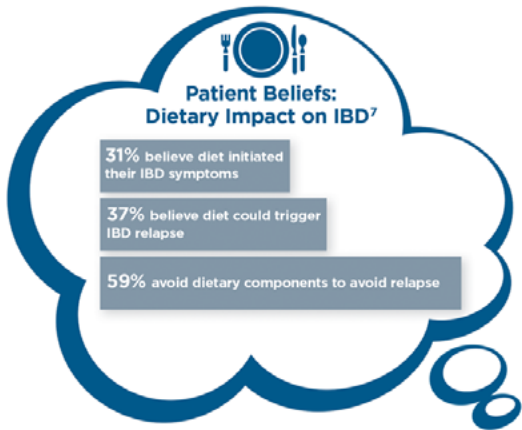 Patient Beliefs:
Dietary Impact on IBD⁷
31% believe diet initiated
their IBD symptoms
37% believe diet could trigger
IBD relapse
59% avoid dietary components to avoid relapse